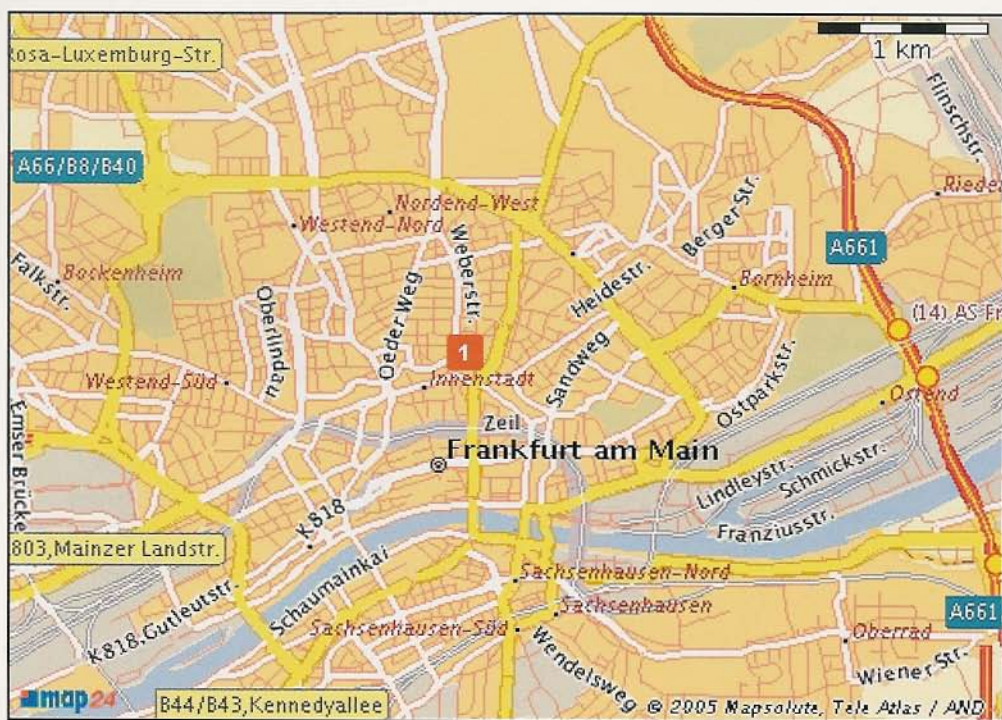 1 km
Rosa-Luxemburg-Str.
Flinschstr.
A66/B8/B40
Nordend-West
Westend-Nord
Berger Str.
A661
Falkstr.
Bockenheim
Weberstr.
Heidestr.
Bornheim
Oberlindau
Oeder Weg
(14) AS Fr
1
Sandweg
Westend-Süd
Innenstadt
Ostparkstr.
Ostend
Emser Brücke
Zeil
Frankfurt am Main
Lindleystr.
Schmickstr.
K818
Franziusstr.
803,Mainzer Landstr.
Schaumainkai
Sachsenhausen-Nord
K818,Gutleutstr.
Sachsenhausen
A661
Sachsenhausen-Süd
Oberrad
Wendelsweg
Wiener Str.
map24
B44/B43,Kennedyallee
© 2005 Mapsolute, Tele Atlas / AND